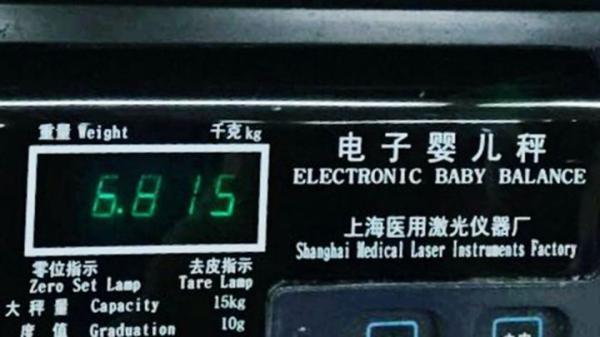 重量 Weight 千克 kg
6.815
电子婴儿秤
ELECTRONIC BABY BALANCE
上海医用激光仪器厂
Shanghai Medical Laser Instruments Factory
零位指示 去皮指示
Zero Set Lamp Tare Lamp
大秤量 Capacity 15kg
度值 Graduation 10g